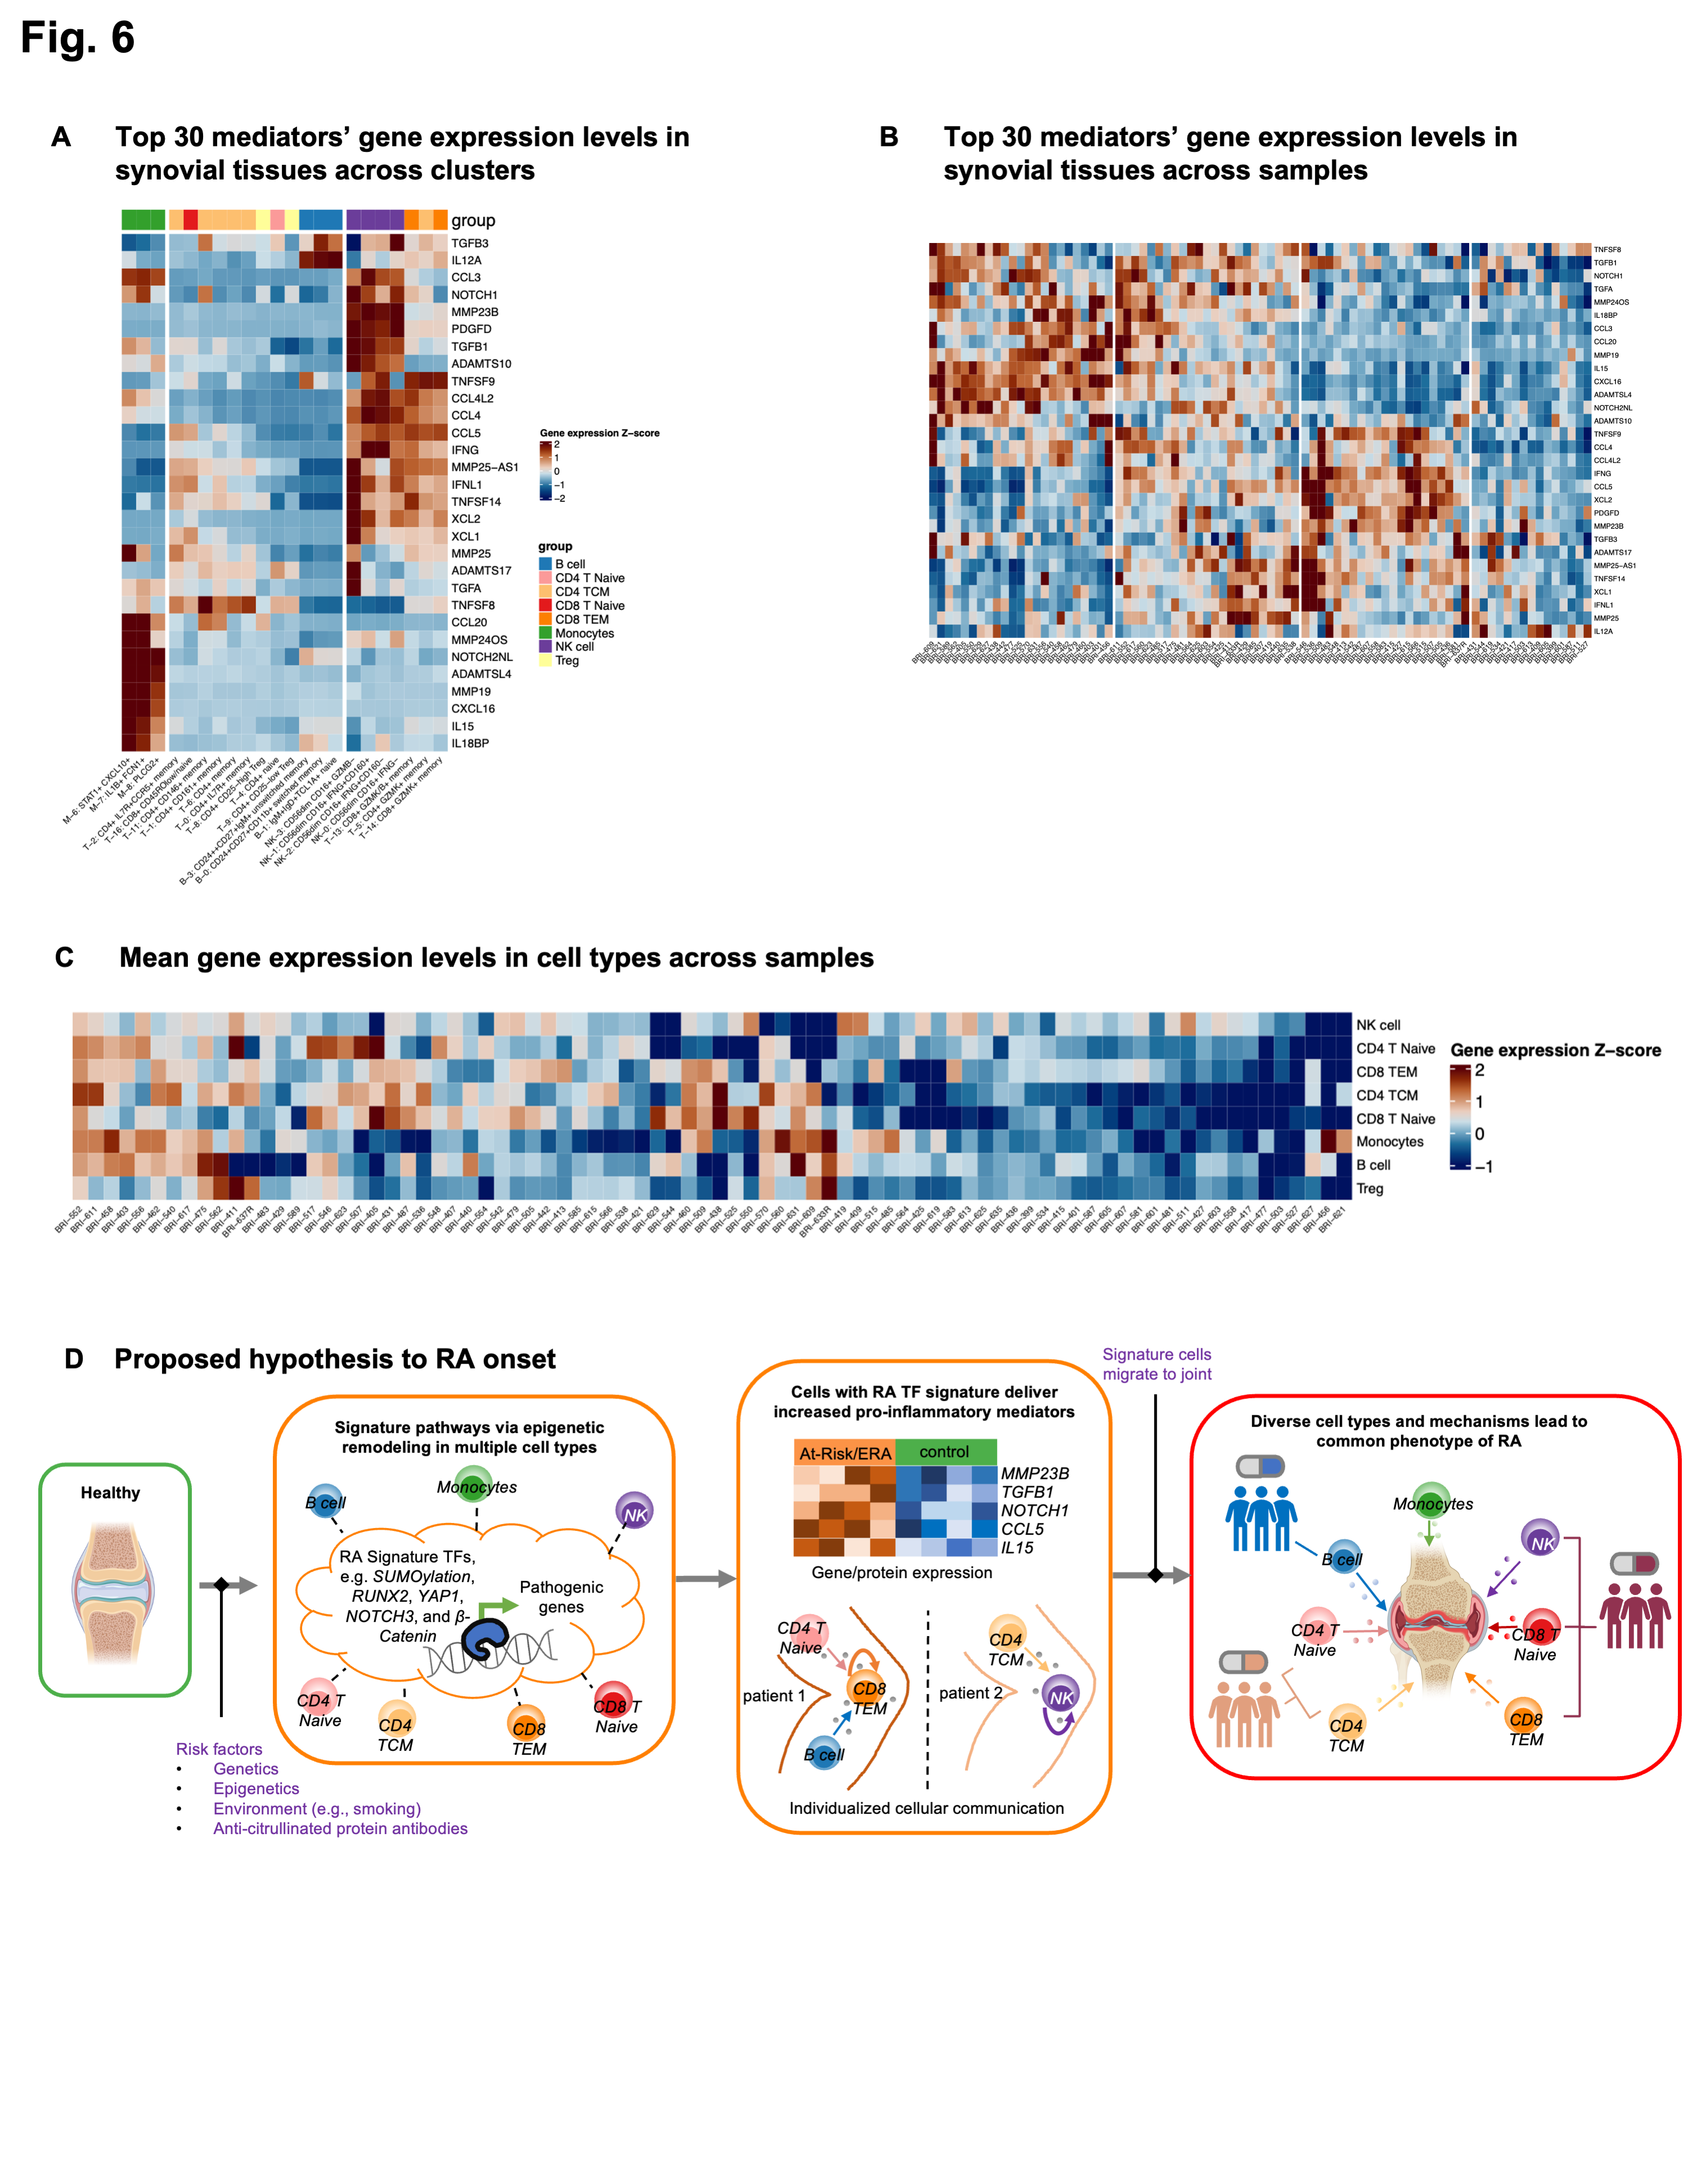 Fig. 6
A
Top 30 mediators’ gene expression levels in
synovial tissues across clusters
group
TGFB3
IL12A
CCL3
NOTCH1
MMP23B
PDGFD
TGFB1
ADAMTS10
TNFSF9
CCL4L2
CCL4
CCL5
IFNG
MMP25−AS1
IFNL1
TNFSF14
XCL2
XCL1
MMP25
ADAMTS17
TGFA
TNFSF8
CCL20
MMP24OS
NOTCH2NL
ADAMTSL4
MMP19
CXCL16
IL15
IL18BP
M−6: STAT1+ CXCL10+
M−7: IL1B+ FCN1+
M−8: PLCG2+
T−2: CD4+ IL7R+CCR5+ memory
T−16: CD8+ CD45ROlow/naive
T−11: CD4+ CD146+ memory
T−1: CD4+ CD161+ memory
T−6: CD4+ memory
T−0: CD4+ IL7R+ memory
T−8: CD4+ CD25−high Treg
T−4: CD4+ naive
T−9: CD4+ CD25−low Treg
B−3: CD24++CD27+IgM+ unswitched memory
B−0: CD24+CD27+CD11b+ switched memory
B−1: IgM+IgD+TCL1A+ naive
NK−3: CD56dim CD16+ GZMB−
NK−1: CD56dim CD16+ IFNG+CD160+
NK−2: CD56dim CD16+ IFNG+CD160−
NK−0: CD56dim CD16+ IFNG−
T−13: CD8+ GZMK/B+ memory
T−5: CD4+ GZMK+ memory
T−14: CD8+ GZMK+ memory
Gene expression Z−score
2
1
0
−1
−2
group
B cell
CD4 T Naive
CD4 TCM
CD8 T Naive
CD8 TEM
Monocytes
NK cell
Treg
B
Top 30 mediators’ gene expression levels in
synovial tissues across samples
TNFSF8
TGFB1
NOTCH1
TGFA
MMP24OS
IL18BP
CCL3
CCL20
MMP19
IL15
CXCL16
ADAMTSL4
NOTCH2NL
ADAMTS10
TNFSF9
CCL4
CCL4L2
IFNG
CCL5
XCL2
PDGFD
MMP23B
TGFB3
ADAMTS17
MMP25−AS1
TNFSF14
XCL1
IFNL1
MMP25
IL12A
C
Mean gene expression levels in cell types across samples
NK cell
CD4 T Naive
CD8 TEM
CD4 TCM
CD8 T Naive
Monocytes
B cell
Treg
Gene expression Z−score
2
1
0
−1
BRI−552
BRI−611
BRI−458
BRI−403
BRI−556
BRI−462
BRI−540
BRI−617
BRI−475
BRI−562
BRI−411
BRI−637R
BRI−483
BRI−429
BRI−589
BRI−517
BRI−546
BRI−623
BRI−507
BRI−405
BRI−431
BRI−487
BRI−536
BRI−548
BRI−407
BRI−440
BRI−554
BRI−542
BRI−479
BRI−505
BRI−442
BRI−413
BRI−585
BRI−615
BRI−566
BRI−538
BRI−421
BRI−629
BRI−544
BRI−460
BRI−509
BRI−438
BRI−525
BRI−550
BRI−570
BRI−560
BRI−631
BRI−609
BRI−633R
BRI−419
BRI−409
BRI−515
BRI−485
BRI−564
BRI−425
BRI−619
BRI−583
BRI−613
BRI−625
BRI−635
BRI−436
BRI−389
BRI−534
BRI−415
BRI−401
BRI−587
BRI−605
BRI−607
BRI−581
BRI−601
BRI−481
BRI−511
BRI−427
BRI−603
BRI−558
BRI−417
BRI−477
BRI−503
BRI−527
BRI−627
BRI−456
BRI−621
D
Proposed hypothesis to RA onset
Healthy
Risk factors
• Genetics
• Epigenetics
• Environment (e.g., smoking)
• Anti-citrullinated protein antibodies
Signature pathways via epigenetic
remodeling in multiple cell types
B cell
Monocytes
NK
RA Signature TFs,
e.g. SUMOylation,
RUNX2, YAP1,
NOTCH3, and β-
Catenin
Pathogenic
genes
CD4 T
Naive
CD4
TCM
CD8
TEM
CD8 T
Naive
Cells with RA TF signature deliver
increased pro-inflammatory mediators
At-Risk/ERA
control
MMP23B
TGFB1
NOTCH1
CCL5
IL15
Gene/protein expression
CD4 T
Naive
CD8
TEM
patient 1
B cell
CD4
TCM
patient 2
NK
Individualized cellular communication
Signature cells
migrate to joint
Diverse cell types and mechanisms lead to
common phenotype of RA
Monocytes
NK
B cell
CD4 T
Naive
CD8 T
Naive
CD4
TCM
CD8
TEM